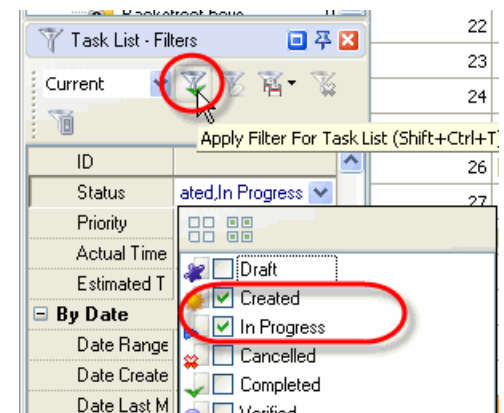 Task List - Filters
Current
Apply Filter For Task List (Shift+Ctrl+T)
22
23
24
26
27
ID
Status
ated,In Progress
Priority
Actual Time
Estimated T
By Date
Date Range
Date Create
Date Last M
Draft
Created
In Progress
Cancelled
Completed